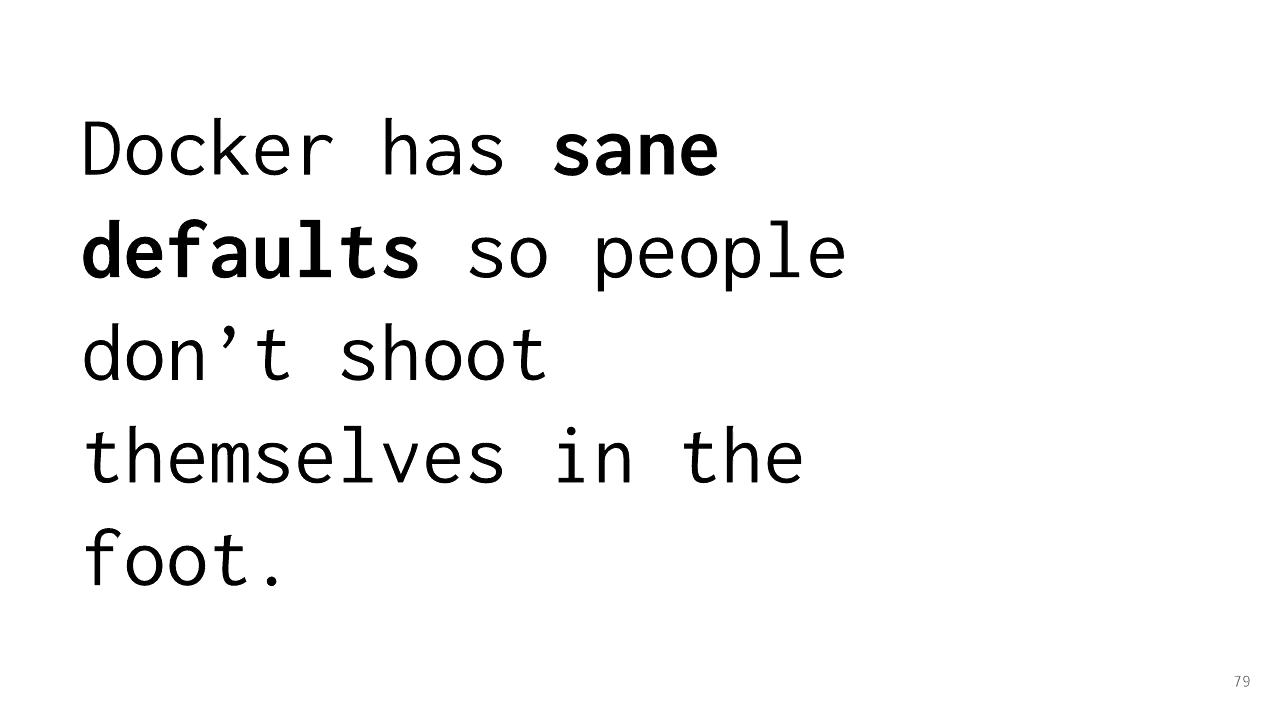 Docker has sane
defaults so people
don’t shoot
themselves in the
foot.
79